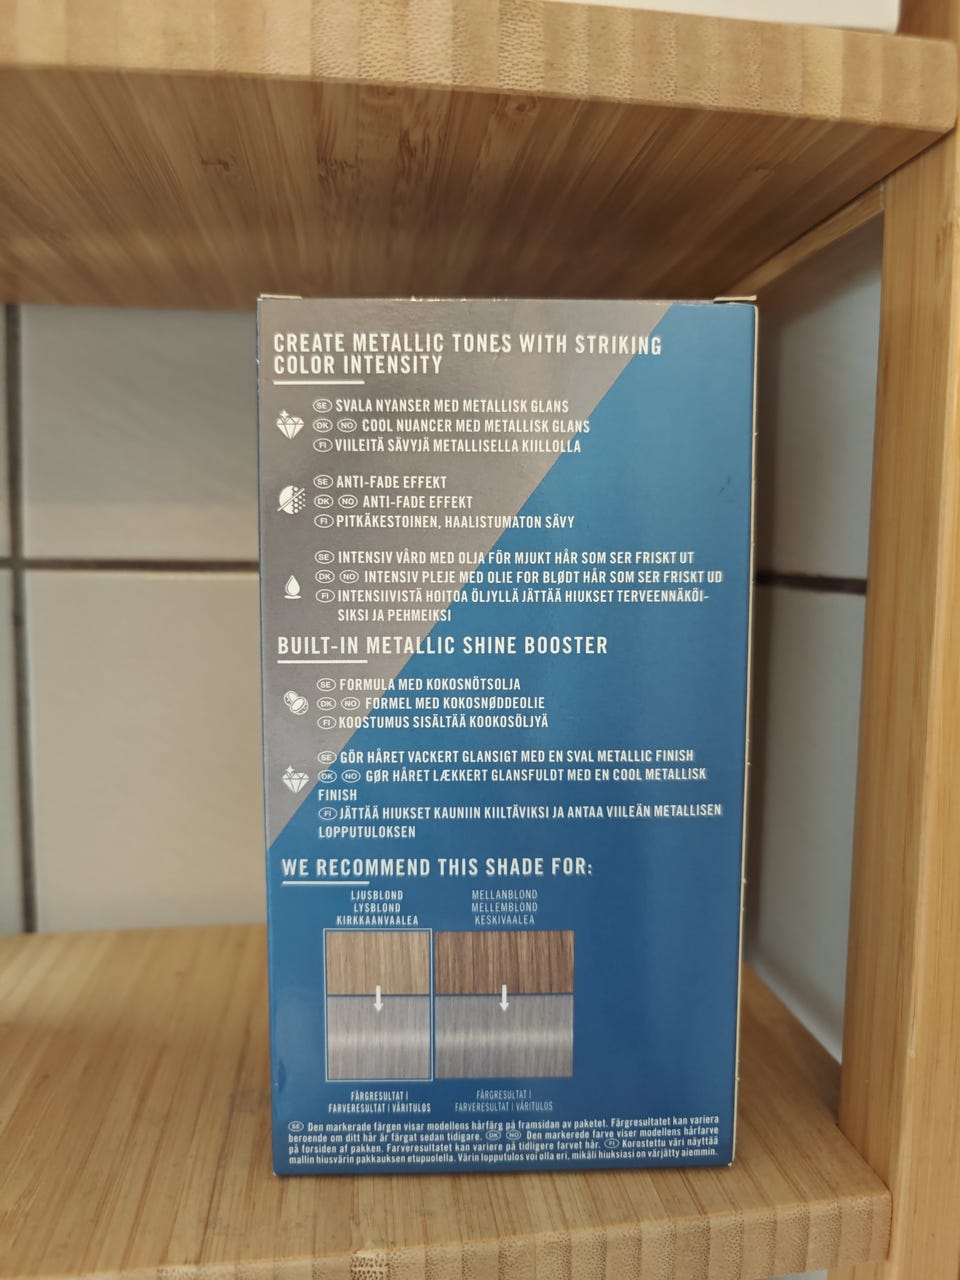 CREATE METALLIC TONES WITH STRIKING
COLOR INTENSITY
SE SVALA NYANSER MED METALLISK GLANS
DK NO COOL NUANCER MED METALLISK GLANS
FI VIILEITÄ SÄVYJÄ METALLISELLA KIILLOLLA
SE ANTI-FADE EFFEKT
DK NO ANTI-FADE EFFEKT
FI PITKÄKESTOINEN, HAALISTUMATON SÄVY
SE INTENSIV VÅRD MED OLJA FÖR MJUKT HÅR SOM SER FRISKT UT
DK NO INTENSIV PLEJE MED OLIE FOR BLØDT HÅR SOM SER FRISKT UD
FI INTENSIIVISTÄ HOITOA ÖLJYLLÄ JÄTTÄÄ HIUKSET TERVEENNÄKÖI-
SIKSI JA PEHMEIKSI
BUILT-IN METALLIC SHINE BOOSTER
SE FORMULA MED KOKOSNÖTSOLJA
DK NO FORMEL MED KOKOSNØDDEOLIE
FI KOOSTUMUS SISÄLTÄÄ KOOKOSÖLJYÄ
SE GÖR HÅRET VACKERT GLANSIGT MED EN SVAL METALLIC FINISH
DK NO GØR HÅRET LÆKKERT GLANSFULDT MED EN COOL METALLISK
FINISH
FI JÄTTÄÄ HIUKSET KAUNIIN KIILTÄVIKSI JA ANTAA VIILEÄN METALLISEN
LOPPUTULOKSEN
WE RECOMMEND THIS SHADE FOR:
LJUSBLOND
LYSBLOND
KIRKKAANVAALEA
MELLANBLOND
MELLEMBLOND
KESKIVAALEA
FÄRGRESULTAT |
FARVERESULTAT | VÄRITULOS
FÄRGRESULTAT |
FARVERESULTAT | VÄRITULOS
SE Den markerade färgen visar modellens hårfärg på framsidan av paketet. Färgresultatet kan variera
beroende om ditt hår är färgat sedan tidigare. DK NO Den markerede farve viser modellens hårfarve
på forsiden af pakken. Farveresultatet kan variere på tidligere farvet hår. FI Korostettu väri näyttää
mallin hiusvärin pakkauksen etupuolella. Värin lopputulos voi olla eri, mikäli hiuksiasi on värjätty aiemmin.